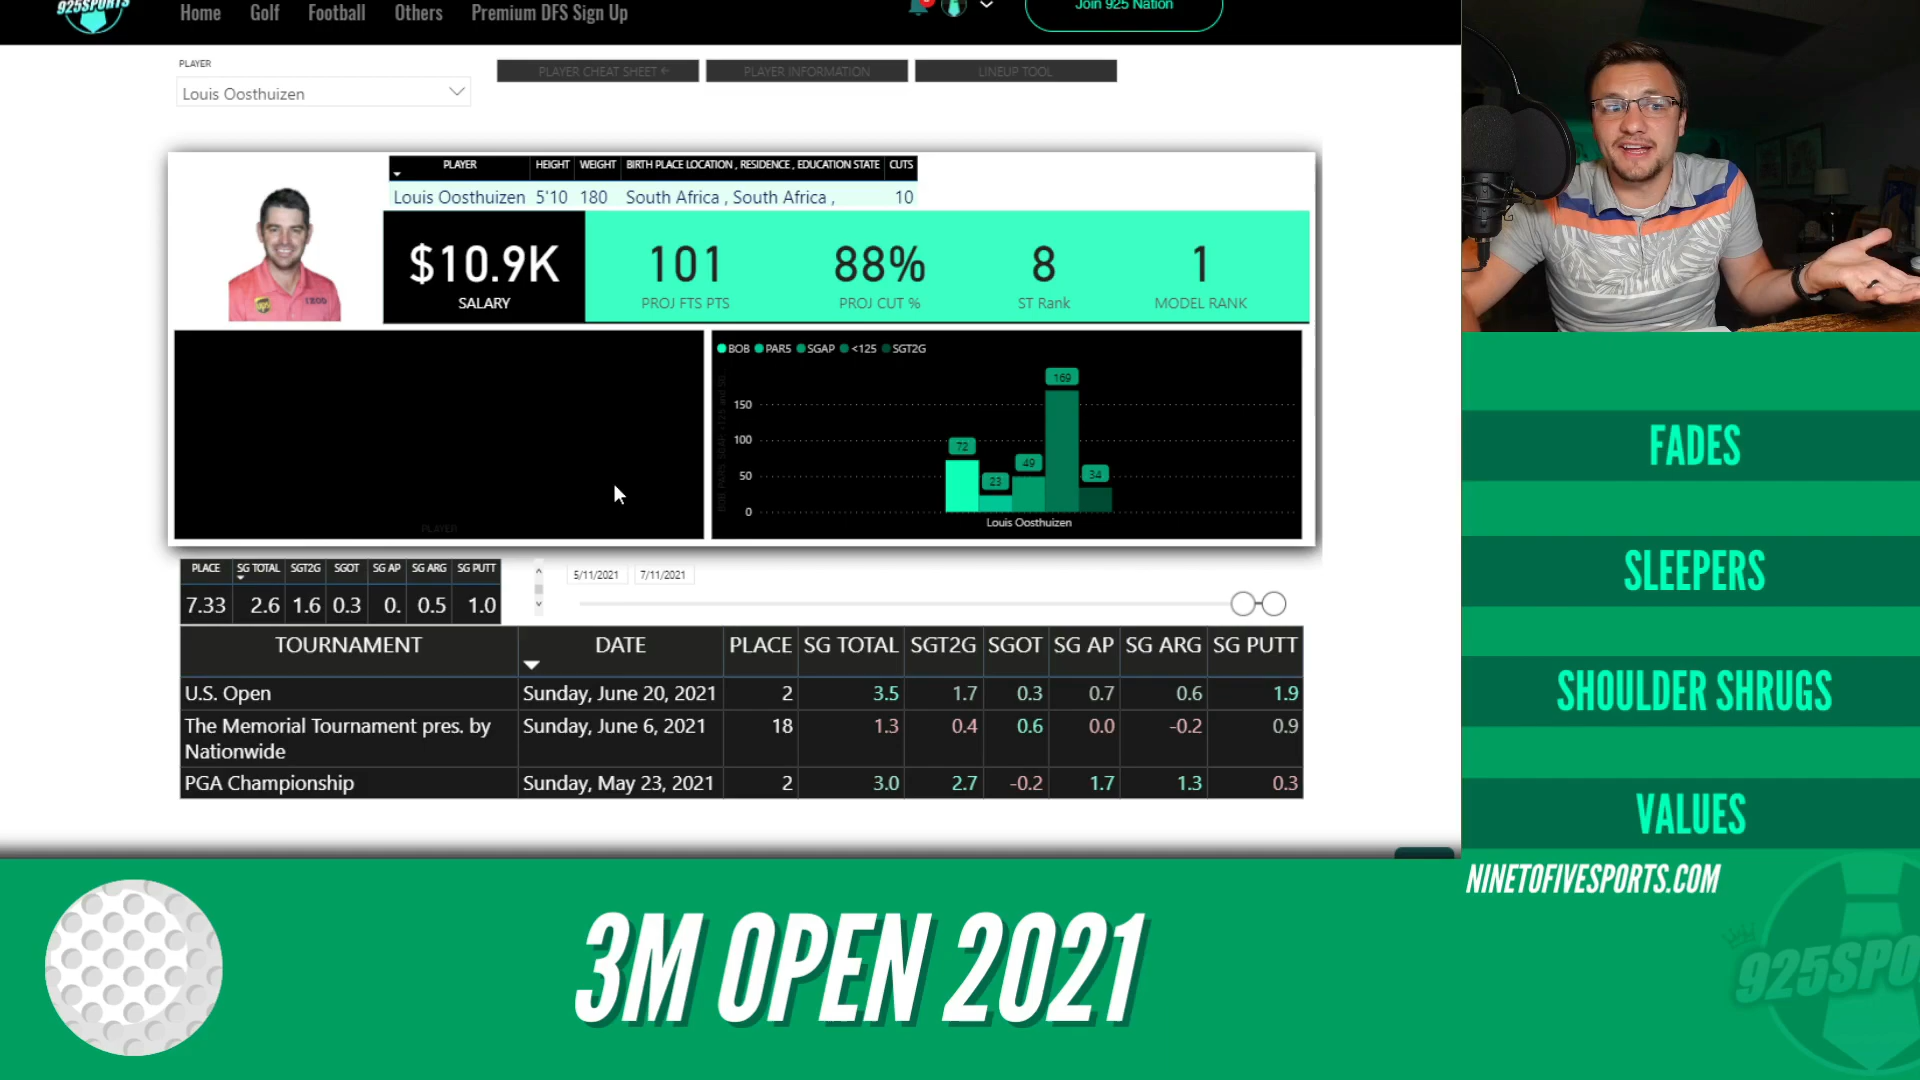 925SPORTS
Home Golf Football Others Premium DFS Sign Up
Join 925 Nation
PLAYER
Louis Oosthuizen
PLAYER CHEAT SHEET
PLAYER INFORMATION
LINEUP TOOL
PLAYER HEIGHT WEIGHT BIRTH PLACE LOCATION , RESIDENCE , EDUCATION STATE CUTS
Louis Oosthuizen 5'10 180 South Africa , South Africa , 10
$10.9K 101 88% 8 1
SALARY PROJ FTS PTS PROJ CUT % ST Rank MODEL RANK
BOB PAR5 SGAP <125 SGT2G
169
150
100
72
50
49
34
23
0
Louis Oosthuizen
PLAYER
PLACE SG TOTAL SGT2G SGOT SG AP SG ARG SG PUTT
7.33 2.6 1.6 0.3 0. 0.5 1.0
5/11/2021 7/11/2021
TOURNAMENT DATE PLACE SG TOTAL SGT2G SGOT SG AP SG ARG SG PUTT
U.S. Open Sunday, June 20, 2021 2 3.5 1.7 0.3 0.7 0.6 1.9
The Memorial Tournament pres. by Sunday, June 6, 2021 18 1.3 0.4 0.6 0.0 -0.2 0.9
Nationwide
PGA Championship Sunday, May 23, 2021 2 3.0 2.7 -0.2 1.7 1.3 0.3
FADES
SLEEPERS
SHOULDER SHRUGS
VALUES
NINETOFIVESPORTS.COM
3M OPEN 2021
925SPO